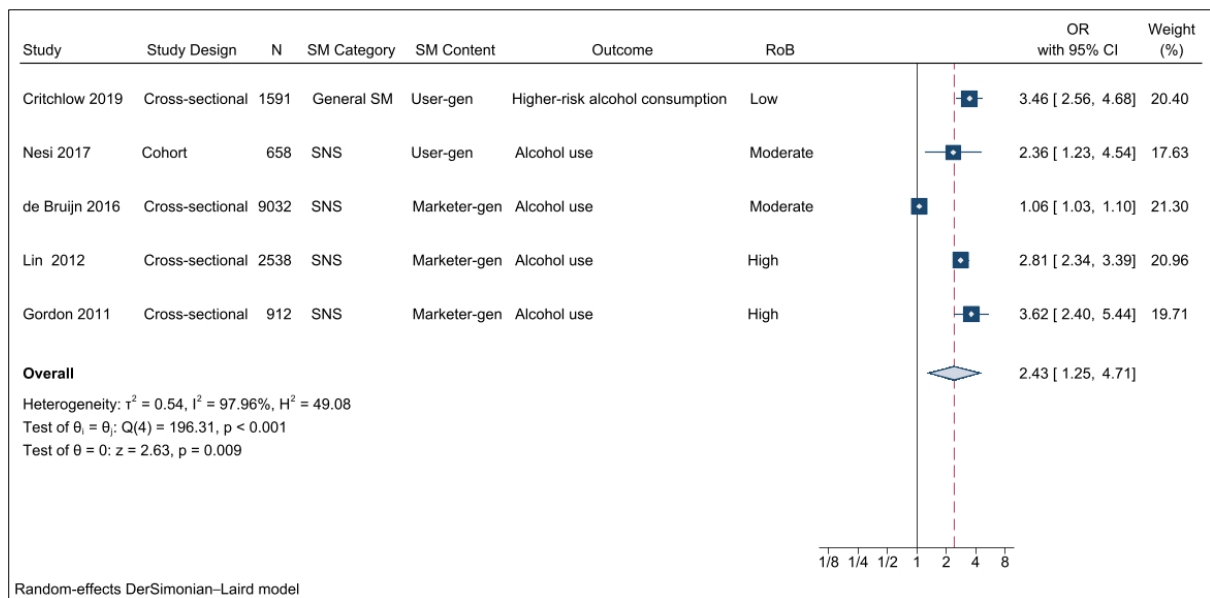 Study Study Design N SM Category SM Content Outcome RoB OR with 95% CI Weight (%)
Critchlow 2019 Cross-sectional 1591 General SM User-gen Higher-risk alcohol consumption Low 3.46 [ 2.56, 4.68] 20.40
Nesi 2017 Cohort 658 SNS User-gen Alcohol use Moderate 2.36 [ 1.23, 4.54] 17.63
de Bruijn 2016 Cross-sectional 9032 SNS Marketer-gen Alcohol use Moderate 1.06 [ 1.03, 1.10] 21.30
Lin 2012 Cross-sectional 2538 SNS Marketer-gen Alcohol use High 2.81 [ 2.34, 3.39] 20.96
Gordon 2011 Cross-sectional 912 SNS Marketer-gen Alcohol use High 3.62 [ 2.40, 5.44] 19.71
Overall 2.43 [ 1.25, 4.71]
Heterogeneity: τ² = 0.54, I² = 97.96%, H² = 49.08
Test of θᵢ = θⱼ: Q(4) = 196.31, p < 0.001
Test of θ = 0: z = 2.63, p = 0.009
1/8 1/4 1/2 1 2 4 8
Random-effects DerSimonian–Laird model